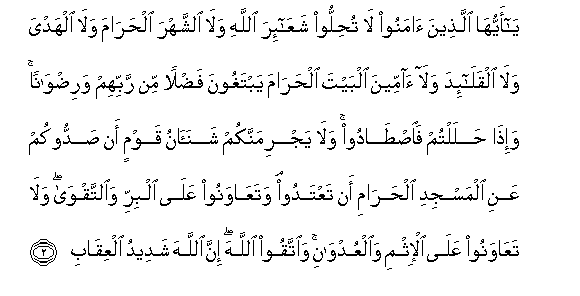 يَـٰٓأَيُّهَا ٱلَّذِينَ ءَامَنُوا۟ لَا تُحِلُّوا۟ شَعَـٰٓئِرَ ٱللَّهِ وَلَا ٱلشَّهْرَ ٱلْحَرَامَ وَلَا ٱلْهَدْىَ
وَلَا ٱلْقَلَـٰٓئِدَ وَلَآ ءَآمِّينَ ٱلْبَيْتَ ٱلْحَرَامَ يَبْتَغُونَ فَضْلًا مِّن رَّبِّهِمْ وَرِضْوَٰنًا ۚ
وَإِذَا حَلَلْتُمْ فَٱصْطَادُوا۟ ۚ وَلَا يَجْرِمَنَّكُمْ شَنَـَٔانُ قَوْمٍ أَن صَدُّوكُمْ
عَنِ ٱلْمَسْجِدِ ٱلْحَرَامِ أَن تَعْتَدُوا۟ ۘ وَتَعَاوَنُوا۟ عَلَى ٱلْبِرِّ وَٱلتَّقْوَىٰ ۖ وَلَا
تَعَاوَنُوا۟ عَلَى ٱلْإِثْمِ وَٱلْعُدْوَٰنِ ۚ وَٱتَّقُوا۟ ٱللَّهَ ۖ إِنَّ ٱللَّهَ شَدِيدُ ٱلْعِقَابِ ٢